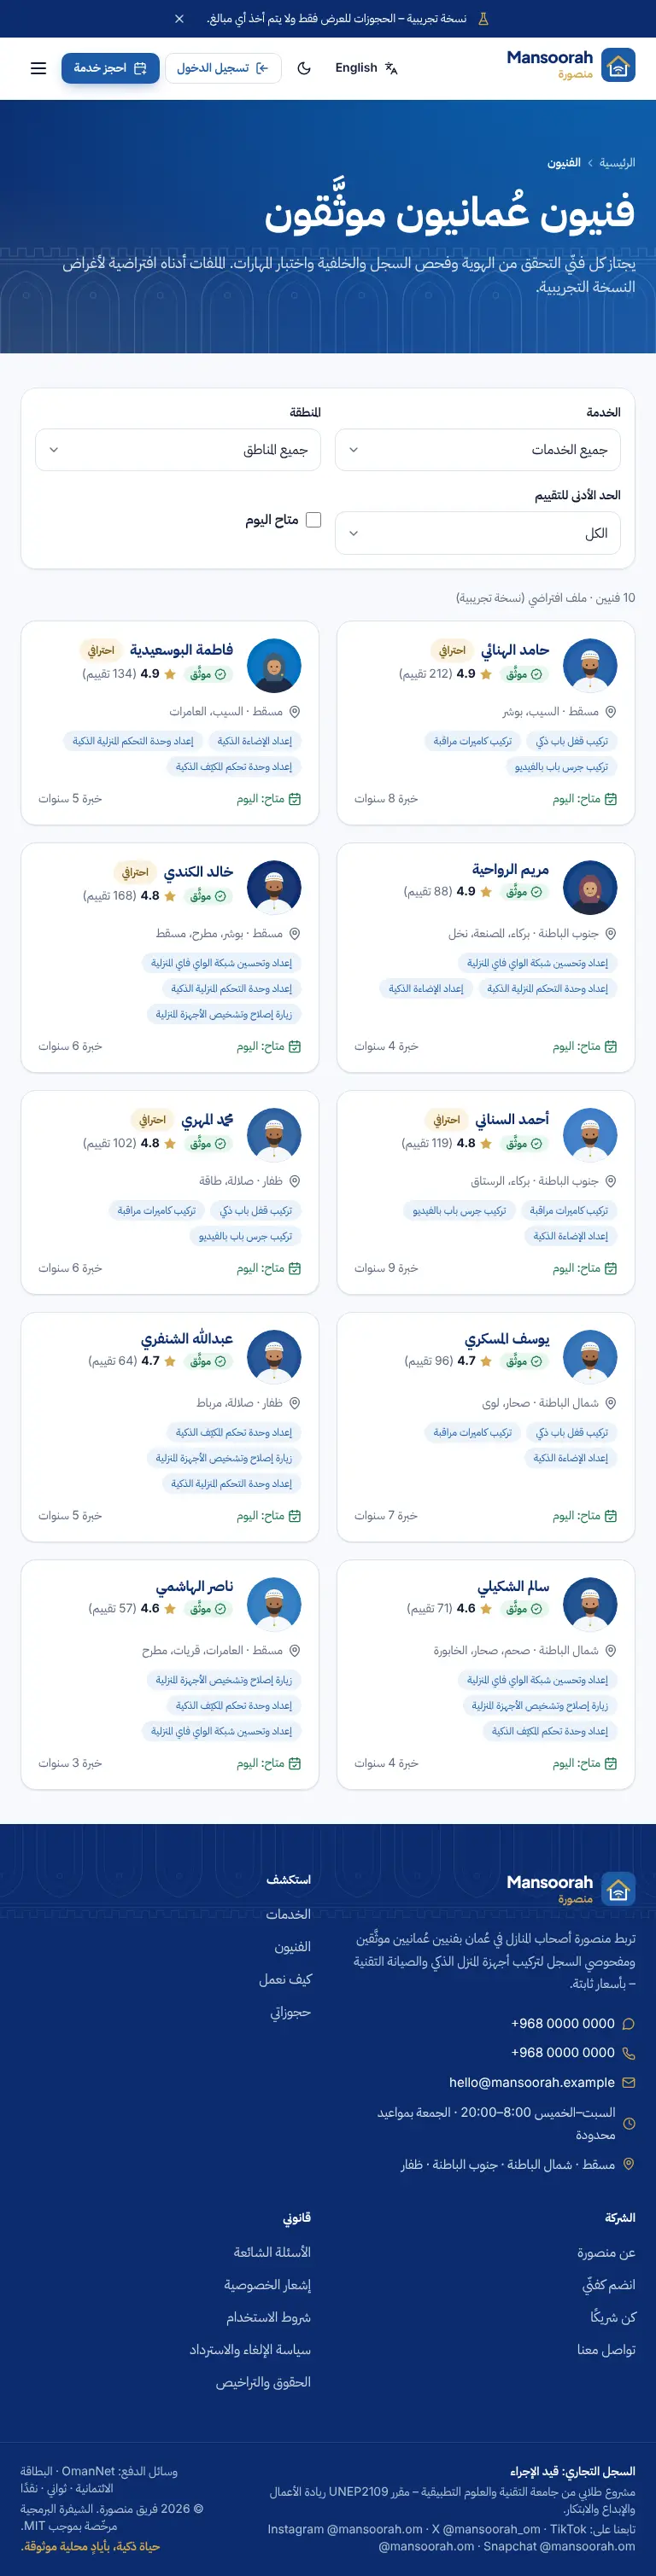 نسخة تجريبية – الحجوزات للعرض فقط ولا يتم أخذ أي مبالغ.
Mansoorah
منصورة
English
تسجيل الدخول
احجز خدمة
الرئيسية
الفنيون
فنيون عُمانيون موثَّقون
يجتاز كل فنّي التحقق من الهوية وفحص السجل والخلفية واختبار المهارات. الملفات أدناه افتراضية لأغراض
النسخة التجريبية.
الخدمة
جميع الخدمات
المنطقة
جميع المناطق
الحد الأدنى للتقييم
الكل
متاح اليوم
10 فنيين · ملف افتراضي (نسخة تجريبية)
حامد الهنائي احترافي
موثَّق 4.9 (212 تقييم)
مسقط · السيب، بوشر
تركيب قفل باب ذكي تركيب كاميرات مراقبة
تركيب جرس باب بالفيديو
متاح: اليوم خبرة 8 سنوات
فاطمة البوسعيدية احترافي
موثَّق 4.9 (134 تقييم)
مسقط · السيب، العامرات
إعداد الإضاءة الذكية إعداد وحدة التحكم المنزلية الذكية
إعداد وحدة تحكم المكيّف الذكية
متاح: اليوم خبرة 5 سنوات
مريم الرواحية
موثَّق 4.9 (88 تقييم)
جنوب الباطنة · بركاء، المصنعة، نخل
إعداد وتحسين شبكة الواي فاي المنزلية
إعداد وحدة التحكم المنزلية الذكية إعداد الإضاءة الذكية
متاح: اليوم خبرة 4 سنوات
خالد الكندي احترافي
موثَّق 4.8 (168 تقييم)
مسقط · بوشر، مطرح، مسقط
إعداد وتحسين شبكة الواي فاي المنزلية
إعداد وحدة التحكم المنزلية الذكية
زيارة إصلاح وتشخيص الأجهزة المنزلية
متاح: اليوم خبرة 6 سنوات
أحمد السناني احترافي
موثَّق 4.8 (119 تقييم)
جنوب الباطنة · بركاء، الرستاق
تركيب كاميرات مراقبة تركيب جرس باب بالفيديو
إعداد الإضاءة الذكية
متاح: اليوم خبرة 9 سنوات
محمد المهري احترافي
موثَّق 4.8 (102 تقييم)
ظفار · صلالة، طاقة
تركيب قفل باب ذكي تركيب كاميرات مراقبة
تركيب جرس باب بالفيديو
متاح: اليوم خبرة 6 سنوات
يوسف المسكري
موثَّق 4.7 (96 تقييم)
شمال الباطنة · صحار، لوى
تركيب قفل باب ذكي تركيب كاميرات مراقبة
إعداد الإضاءة الذكية
متاح: اليوم خبرة 7 سنوات
عبدالله الشنفري
موثَّق 4.7 (64 تقييم)
ظفار · صلالة، مرباط
إعداد وحدة تحكم المكيّف الذكية
زيارة إصلاح وتشخيص الأجهزة المنزلية
إعداد وحدة التحكم المنزلية الذكية
متاح: اليوم خبرة 5 سنوات
سالم الشكيلي
موثَّق 4.6 (71 تقييم)
شمال الباطنة · صحم، صحار، الخابورة
إعداد وتحسين شبكة الواي فاي المنزلية
زيارة إصلاح وتشخيص الأجهزة المنزلية
إعداد وحدة تحكم المكيّف الذكية
متاح: اليوم خبرة 4 سنوات
ناصر الهاشمي
موثَّق 4.6 (57 تقييم)
مسقط · العامرات، قريات، مطرح
زيارة إصلاح وتشخيص الأجهزة المنزلية
إعداد وحدة تحكم المكيّف الذكية
إعداد وتحسين شبكة الواي فاي المنزلية
متاح: اليوم خبرة 3 سنوات
Mansoorah
منصورة
تربط منصورة أصحاب المنازل في عُمان بفنيين عُمانيين موثَّقين
ومفحوصي السجل لتركيب أجهزة المنزل الذكي والصيانة التقنية
– بأسعار ثابتة.
+968 0000 0000
+968 0000 0000
hello@mansoorah.example
السبت–الخميس 8:00–20:00 · الجمعة بمواعيد
محدودة
مسقط · شمال الباطنة · جنوب الباطنة · ظفار
استكشف
الخدمات
الفنيون
كيف نعمل
حجوزاتي
الشركة
عن منصورة
انضم كفنّي
كن شريكًا
تواصل معنا
قانوني
الأسئلة الشائعة
إشعار الخصوصية
شروط الاستخدام
سياسة الإلغاء والاسترداد
الحقوق والتراخيص
السجل التجاري: قيد الإجراء
مشروع طلابي من جامعة التقنية والعلوم التطبيقية – مقرر UNEP2109 ريادة الأعمال
والإبداع والابتكار.
تابعنا على: Instagram @mansoorah.om · X @mansoorah_om · TikTok
@mansoorah.om · Snapchat @mansoorah.om
وسائل الدفع: OmanNet · البطاقة
الائتمانية · ثواني · نقدًا
© 2026 فريق منصورة. الشيفرة البرمجية
مرخّصة بموجب MIT.
حياة ذكية، بأيادٍ محلية موثوقة.